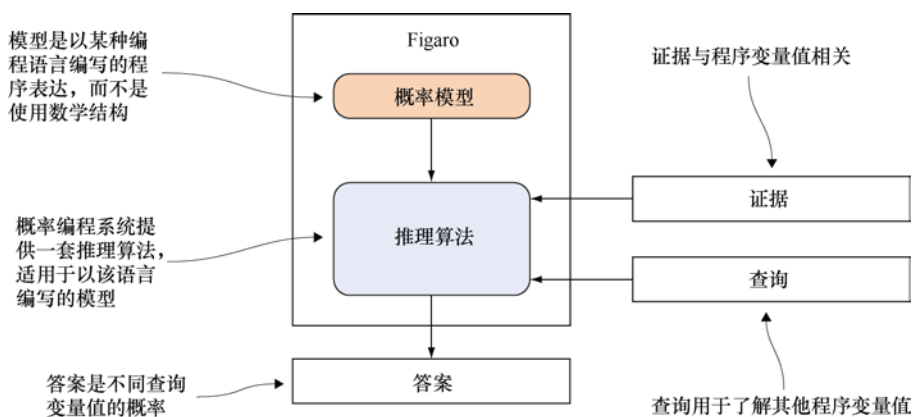 模型是以某种编
程语言编写的程
序表达，而不是
使用数学结构
Figaro
概率模型
证据与程序变量值相关
证据
概率编程系统提
供一套推理算法，
适用于以该语言
编写的模型
推理算法
查询
答案是不同查询
变量值的概率
答案
查询用于了解其他程序变量值